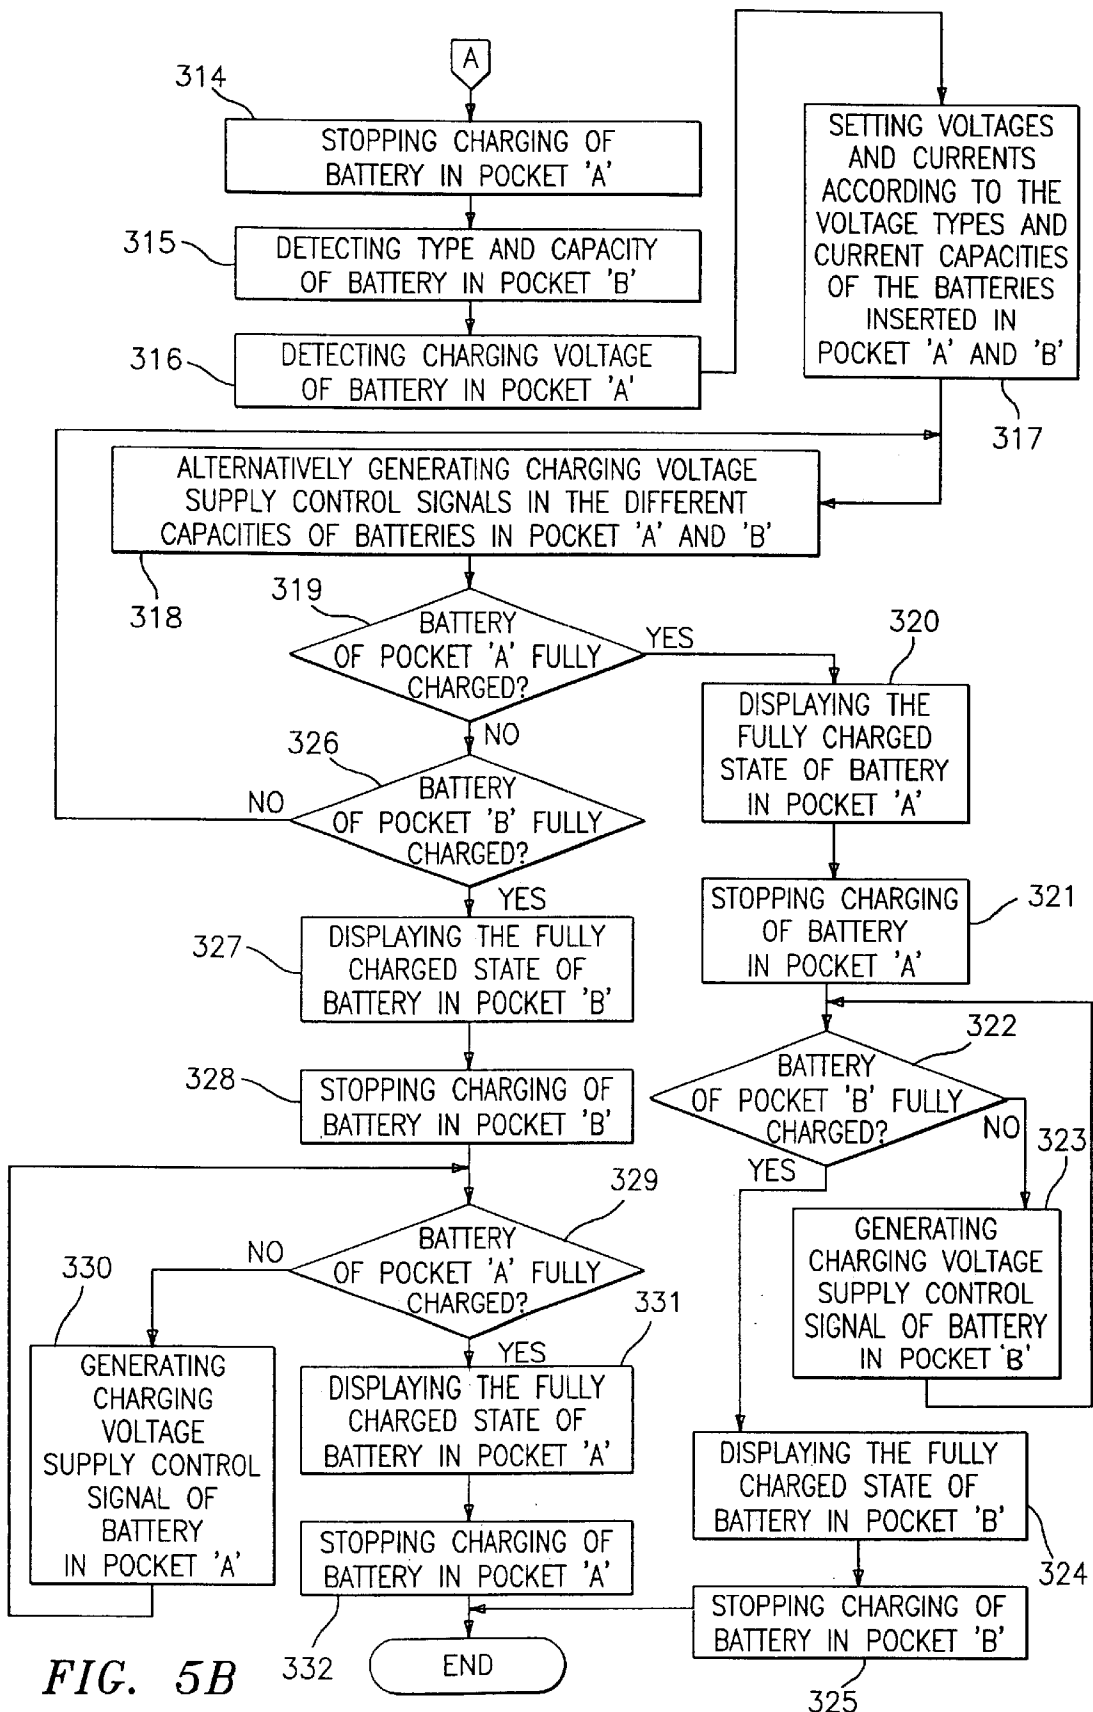 A
314
STOPPING CHARGING OF
BATTERY IN POCKET 'A'
315
DETECTING TYPE AND CAPACITY
OF BATTERY IN POCKET 'B'
316
DETECTING CHARGING VOLTAGE
OF BATTERY IN POCKET 'A'
SETTING VOLTAGES
AND CURRENTS
ACCORDING TO THE
VOLTAGE TYPES AND
CURRENT CAPACITIES
OF THE BATTERIES
INSERTED IN
POCKET 'A' AND 'B'
317
ALTERNATIVELY GENERATING CHARGING VOLTAGE
SUPPLY CONTROL SIGNALS IN THE DIFFERENT
CAPACITIES OF BATTERIES IN POCKET 'A' AND 'B'
318
319
BATTERY
OF POCKET 'A' FULLY
CHARGED?
YES
NO
320
DISPLAYING THE
FULLY CHARGED
STATE OF BATTERY
IN POCKET 'A'
321
STOPPING CHARGING
OF BATTERY
IN POCKET 'A'
322
BATTERY
OF POCKET 'B' FULLY
CHARGED?
NO
YES
323
GENERATING
CHARGING VOLTAGE
SUPPLY CONTROL
SIGNAL OF BATTERY
IN POCKET 'B'
DISPLAYING THE FULLY
CHARGED STATE OF
BATTERY IN POCKET 'B'
324
STOPPING CHARGING OF
BATTERY IN POCKET 'B'
325
326
BATTERY
OF POCKET 'B' FULLY
CHARGED?
NO
YES
327
DISPLAYING THE FULLY
CHARGED STATE OF
BATTERY IN POCKET 'B'
328
STOPPING CHARGING OF
BATTERY IN POCKET 'B'
329
BATTERY
OF POCKET 'A' FULLY
CHARGED?
NO
YES
330
GENERATING
CHARGING
VOLTAGE
SUPPLY CONTROL
SIGNAL OF
BATTERY
IN POCKET 'A'
331
DISPLAYING THE FULLY
CHARGED STATE OF
BATTERY IN POCKET 'A'
STOPPING CHARGING OF
BATTERY IN POCKET 'A'
332
END
FIG. 5B